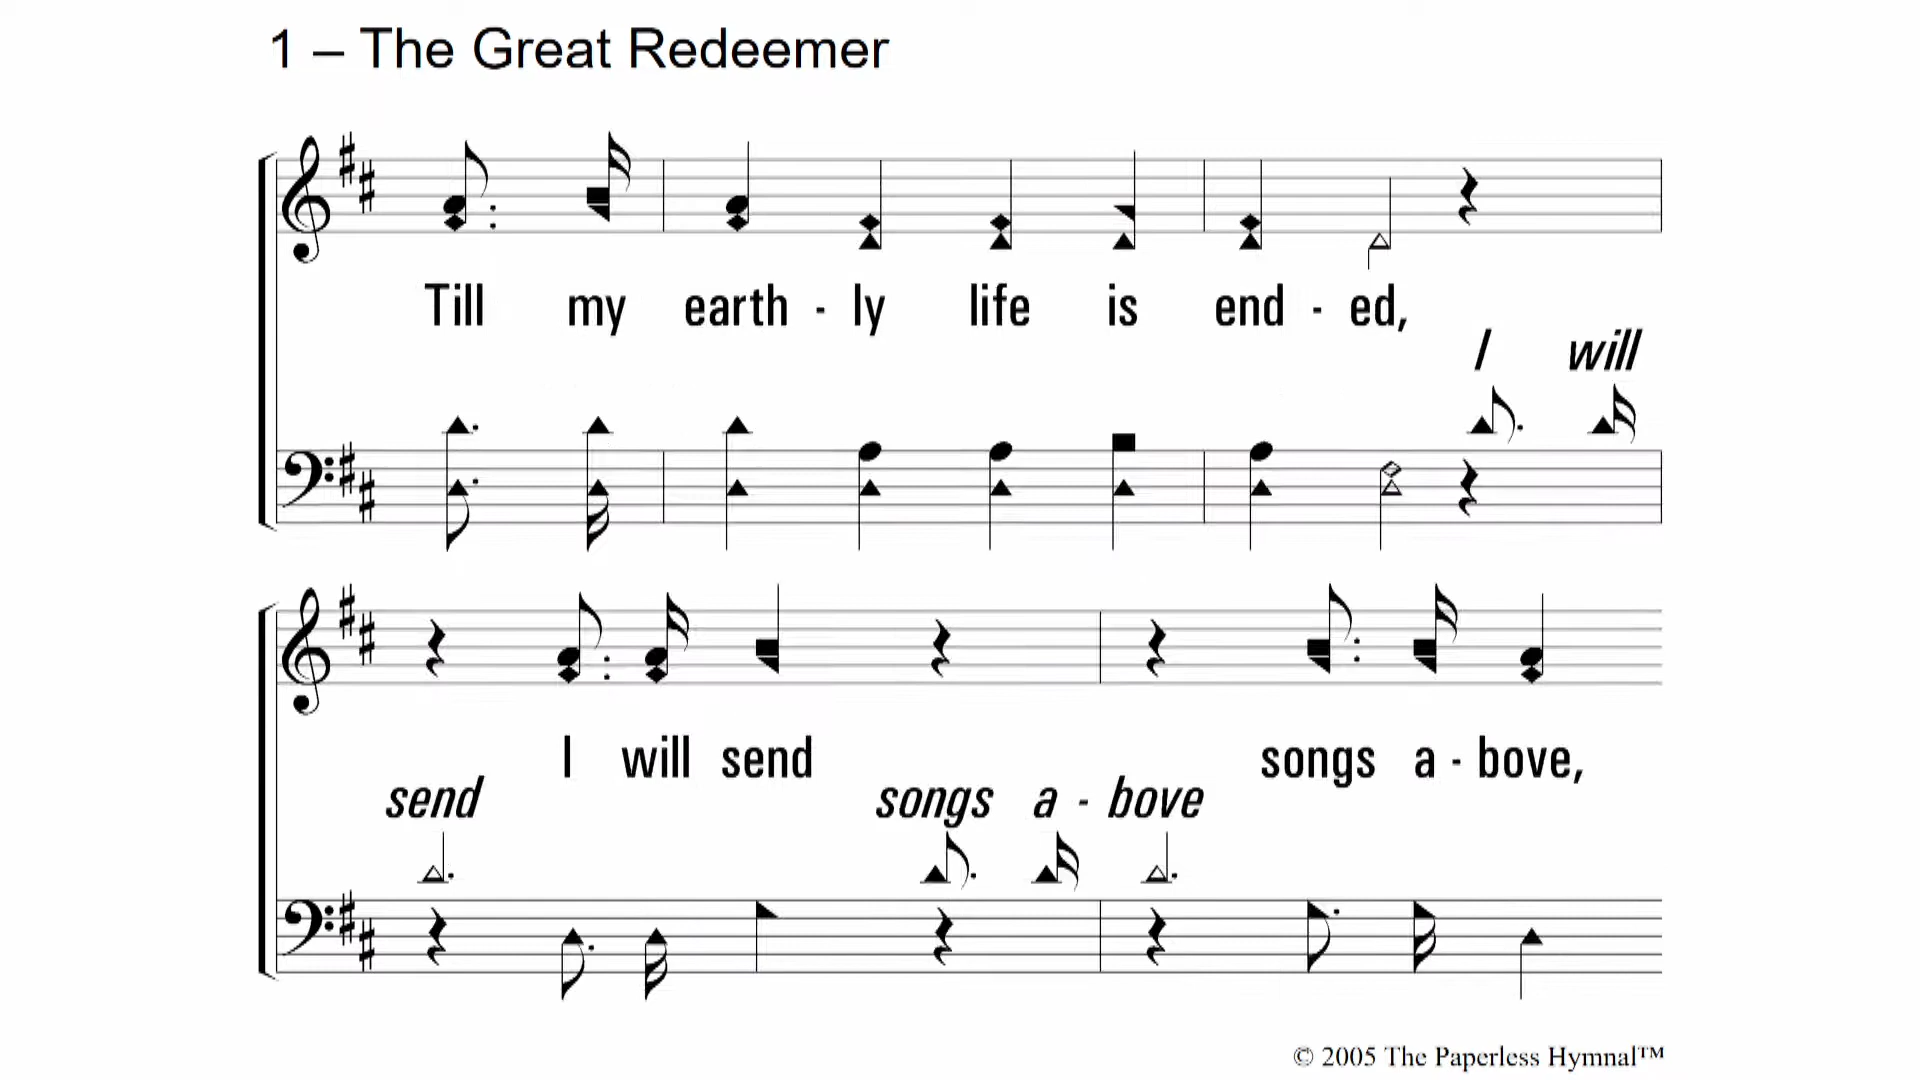 1 – The Great Redeemer
Till my earth - ly life is end - ed,
I will
I will send songs a - bove,
send songs a - bove
© 2005 The Paperless Hymnal™